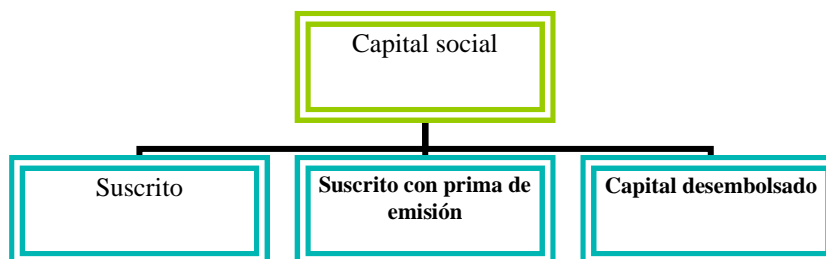 Capital social
Suscrito
Suscrito con prima de
emisión
Capital desembolsado